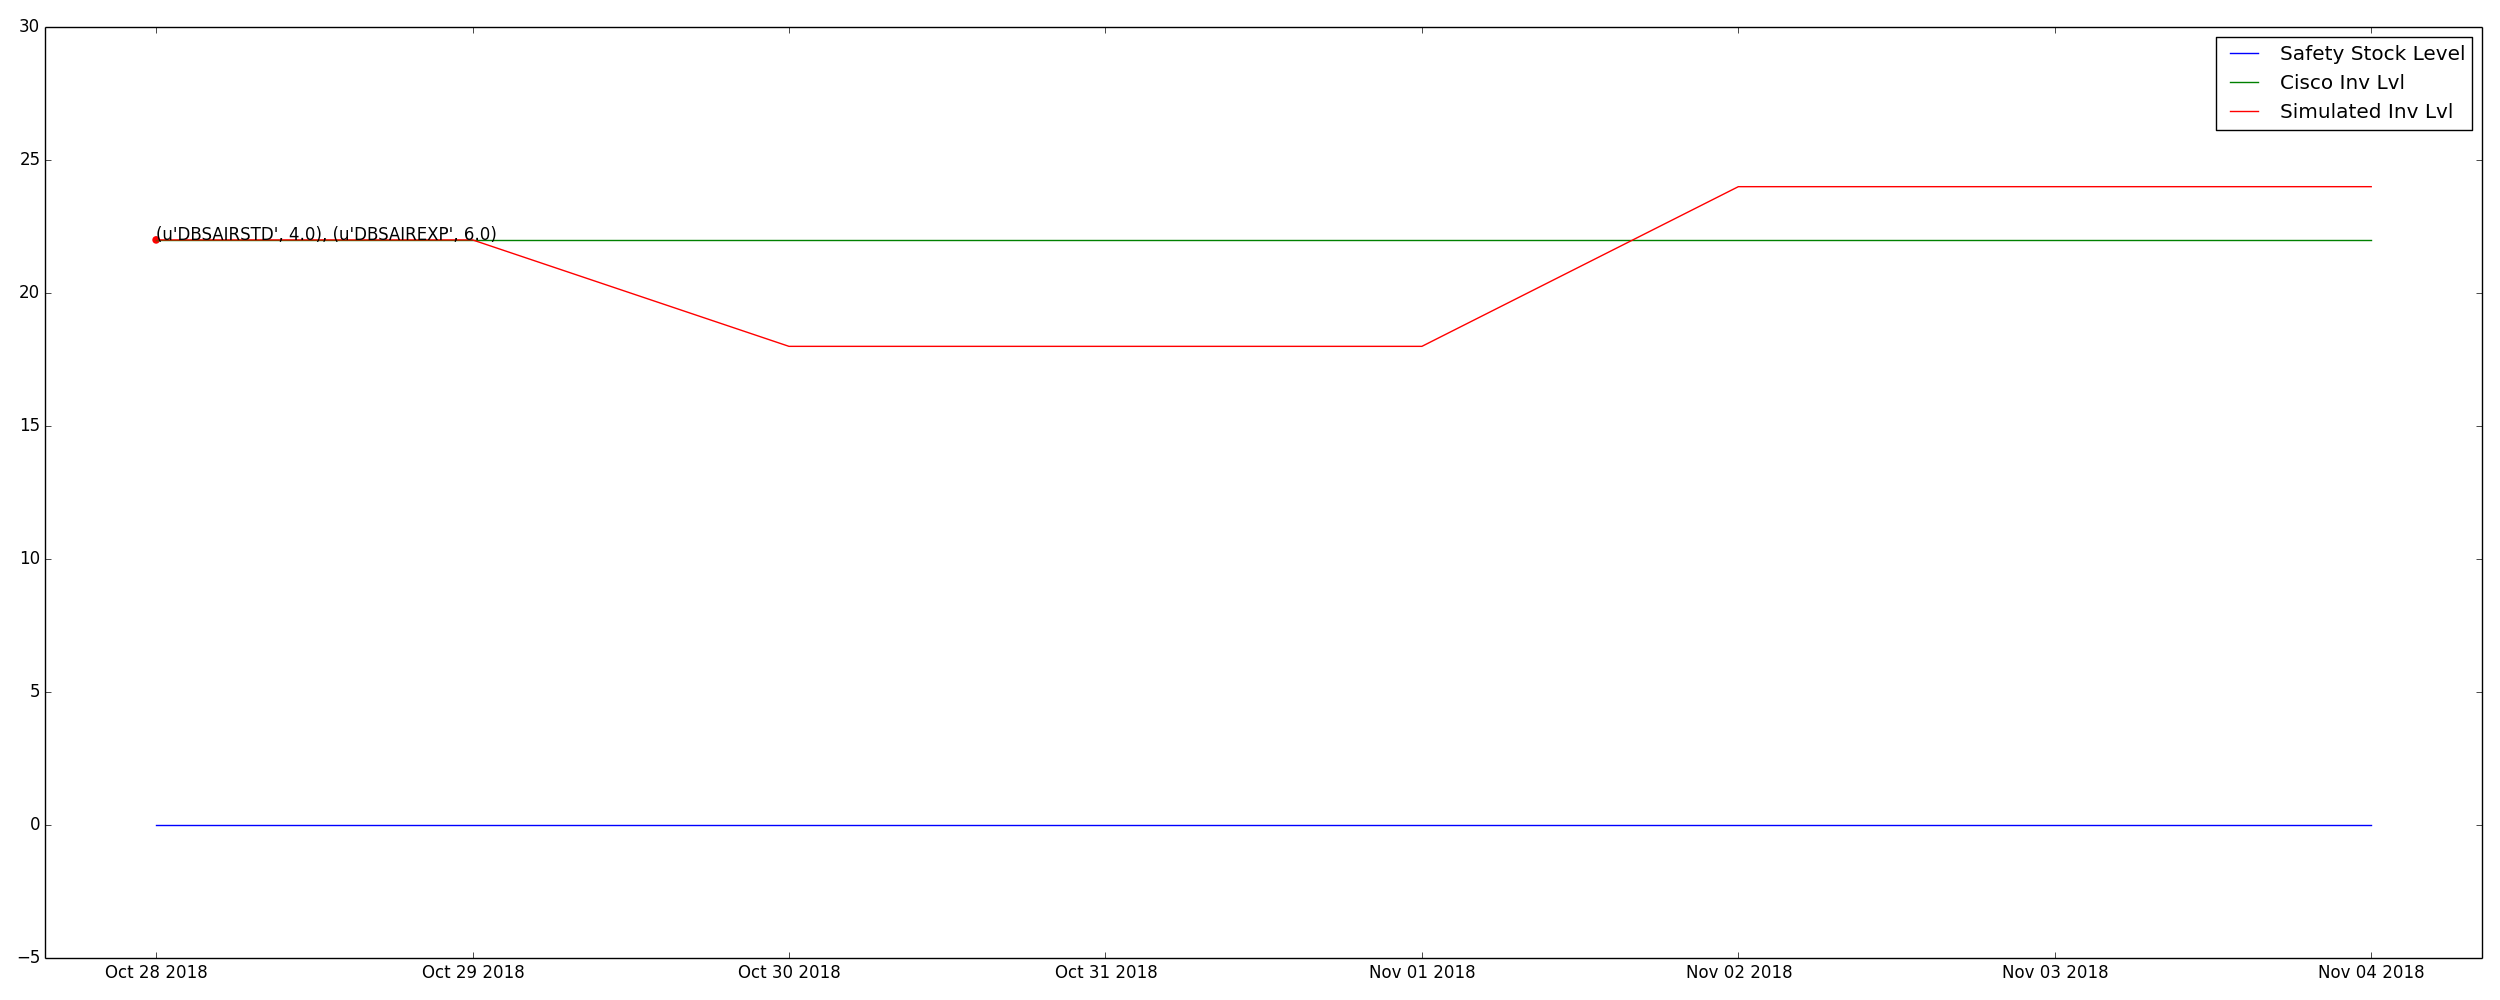 30
Safety Stock Level
Cisco Inv Lvl
Simulated Inv Lvl
25
(u'DBSAIRSTD', 4.0), (u'DBSAIREXP', 6.0)
20
15
10
5
0
−5
Oct 28 2018 Oct 29 2018 Oct 30 2018 Oct 31 2018 Nov 01 2018 Nov 02 2018 Nov 03 2018 Nov 04 2018